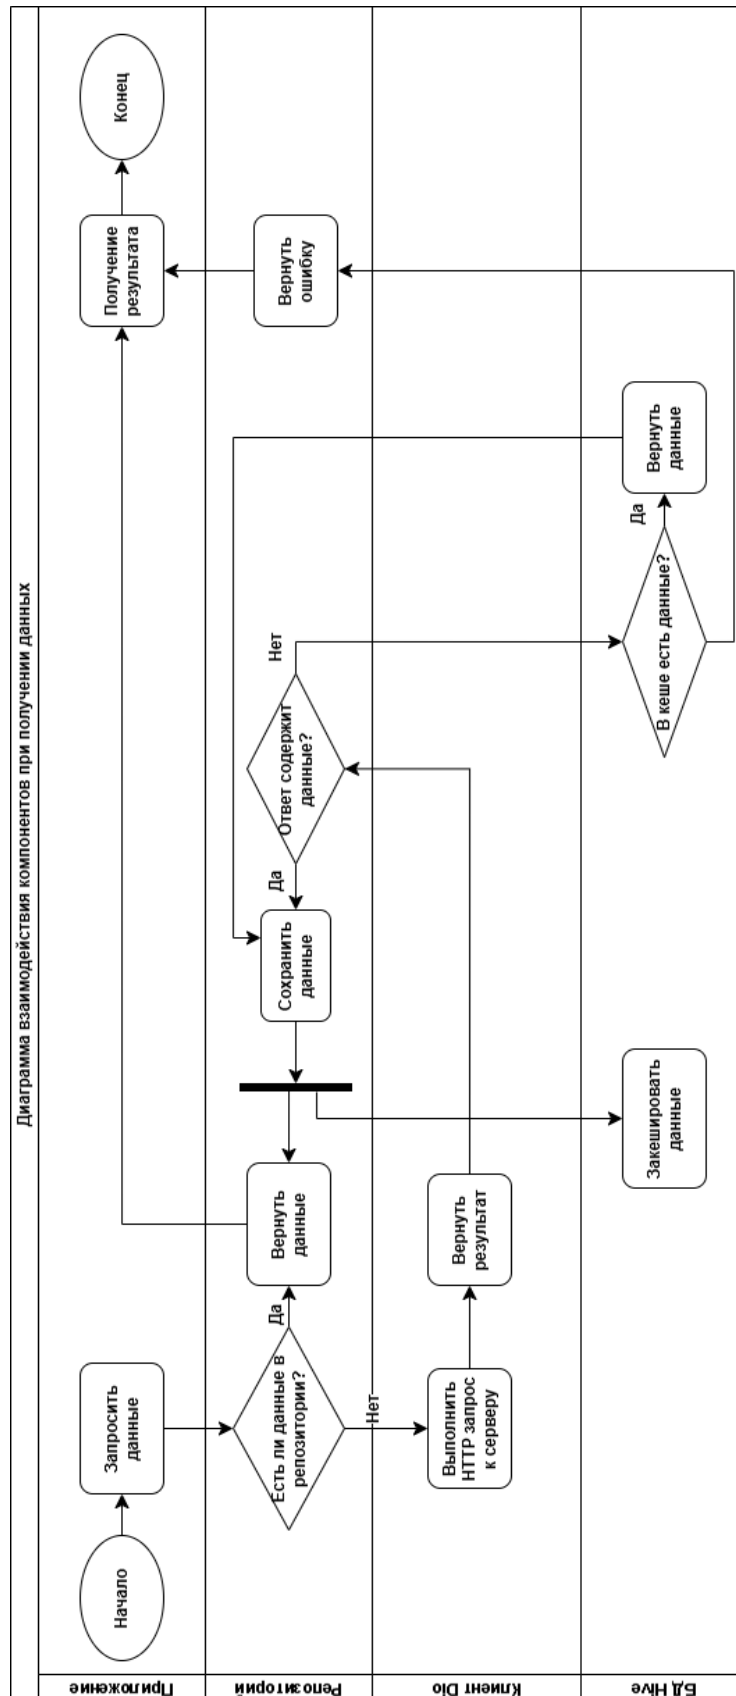 Диаграмма взаимодействия компонентов при получении данных
Приложение
Начало
Запросить
данные
Получение
результата
Конец
Репозиторий
Есть ли данные в
репозитории?
Да
Нет
Вернуть
данные
Сохранить
данные
Да
Ответ содержит
данные?
Нет
Вернуть
ошибку
Клиент Dio
Выполнить
HTTP запрос
к серверу
Вернуть
результат
БД Hive
Закешировать
данные
В кеше есть данные?
Да
Вернуть
данные